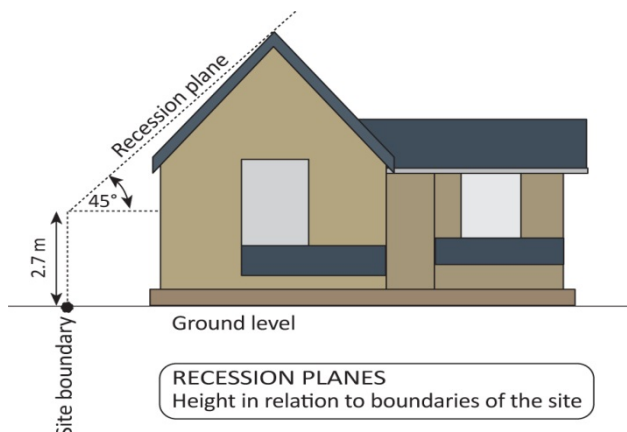 Recession plane
45°
2.7 m
Site boundary
Ground level
RECESSION PLANES
Height in relation to boundaries of the site